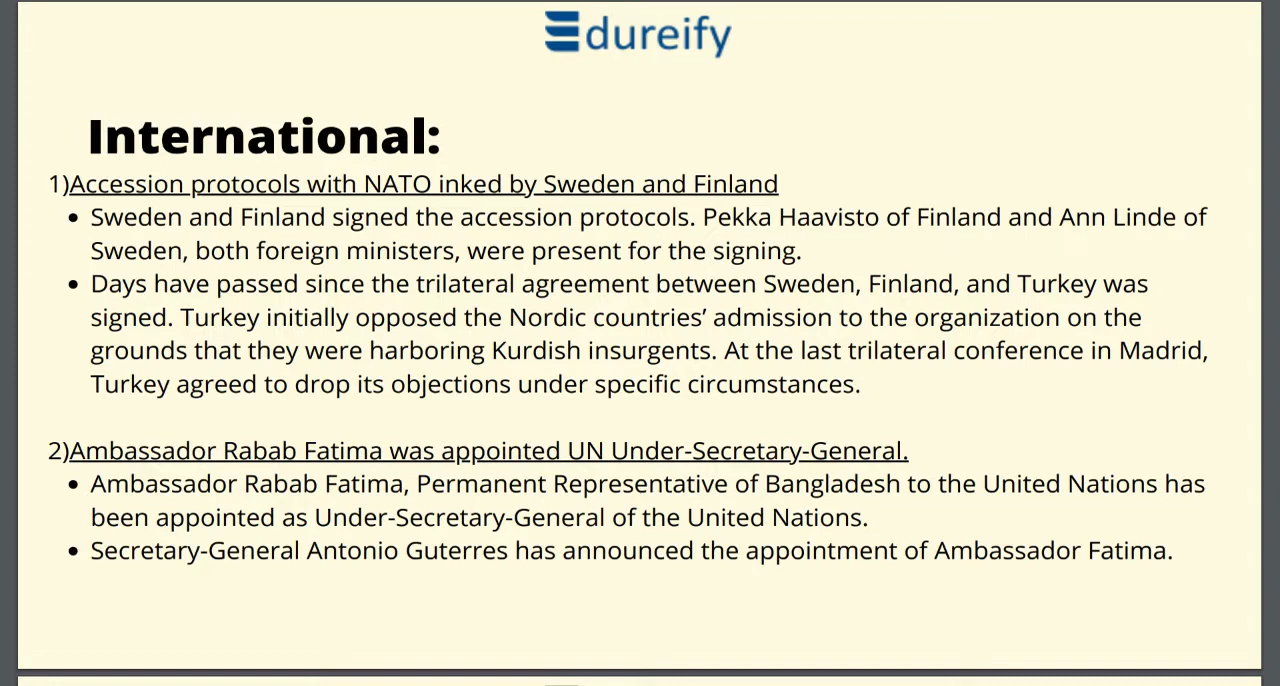 Edureify
International:
1)Accession protocols with NATO inked by Sweden and Finland
• Sweden and Finland signed the accession protocols. Pekka Haavisto of Finland and Ann Linde of
Sweden, both foreign ministers, were present for the signing.
• Days have passed since the trilateral agreement between Sweden, Finland, and Turkey was
signed. Turkey initially opposed the Nordic countries’ admission to the organization on the
grounds that they were harboring Kurdish insurgents. At the last trilateral conference in Madrid,
Turkey agreed to drop its objections under specific circumstances.
2)Ambassador Rabab Fatima was appointed UN Under-Secretary-General.
• Ambassador Rabab Fatima, Permanent Representative of Bangladesh to the United Nations has
been appointed as Under-Secretary-General of the United Nations.
• Secretary-General Antonio Guterres has announced the appointment of Ambassador Fatima.